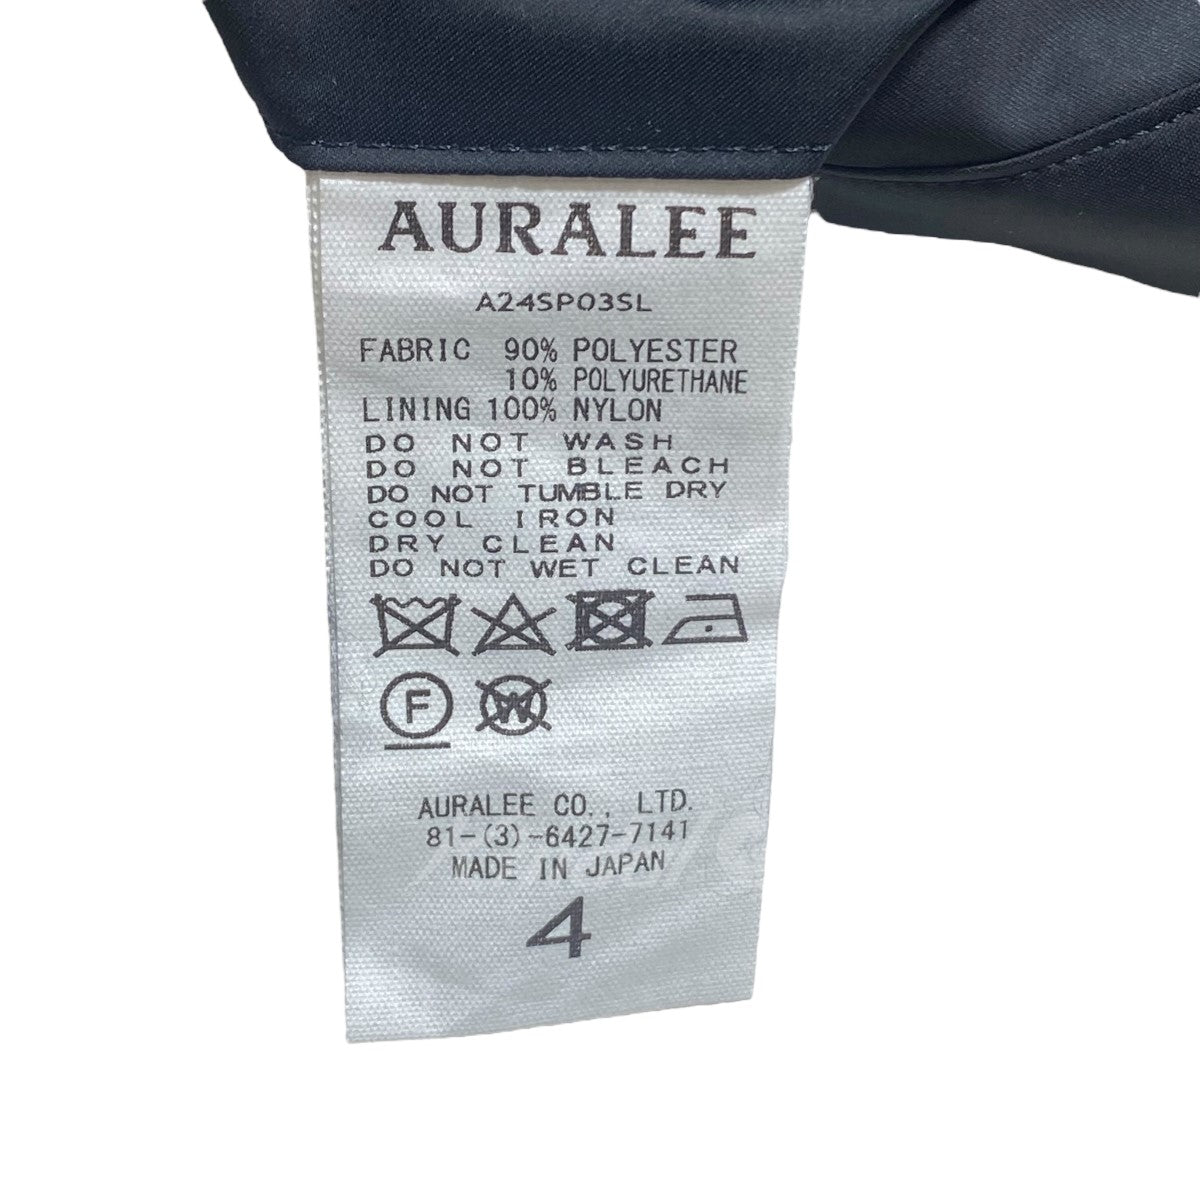 AURALEE
A24SP03SL
FABRIC 90% POLYESTER
10% POLYURETHANE
LINING 100% NYLON
DO NOT WASH
DO NOT BLEACH
DO NOT TUMBLE DRY
COOL IRON
DRY CLEAN
DO NOT WET CLEAN
F W
AURALEE CO., LTD.
81-(3)-6427-7141
MADE IN JAPAN
4